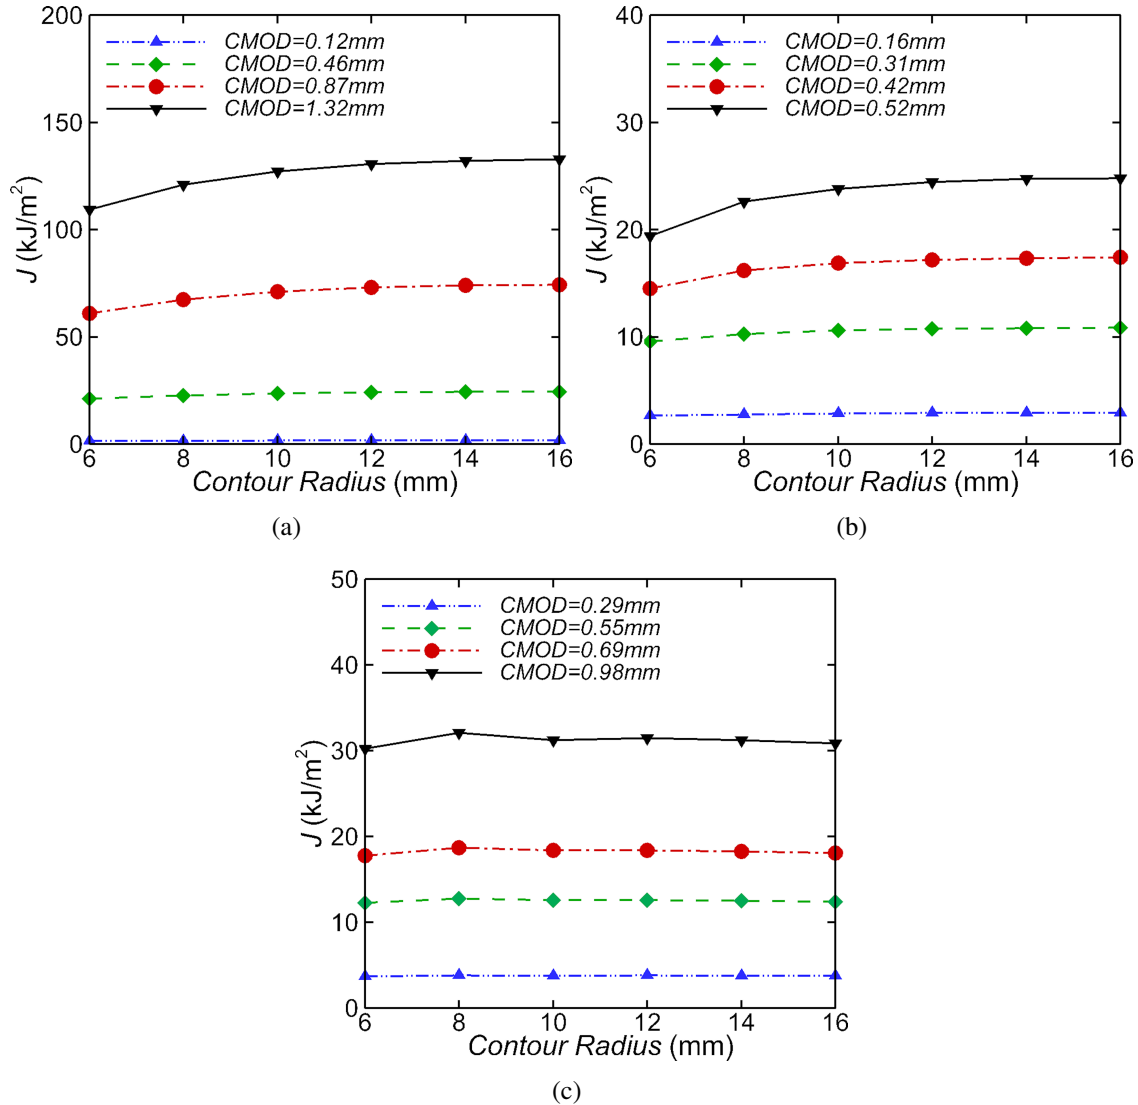 CMOD=0.12mm
CMOD=0.46mm
CMOD=0.87mm
CMOD=1.32mm
200
150
100
50
0
J (kJ/m²)
6 8 10 12 14 16
Contour Radius (mm)
(a)
CMOD=0.16mm
CMOD=0.31mm
CMOD=0.42mm
CMOD=0.52mm
40
30
20
10
0
J (kJ/m²)
6 8 10 12 14 16
Contour Radius (mm)
(b)
CMOD=0.29mm
CMOD=0.55mm
CMOD=0.69mm
CMOD=0.98mm
50
40
30
20
10
0
J (kJ/m²)
6 8 10 12 14 16
Contour Radius (mm)
(c)